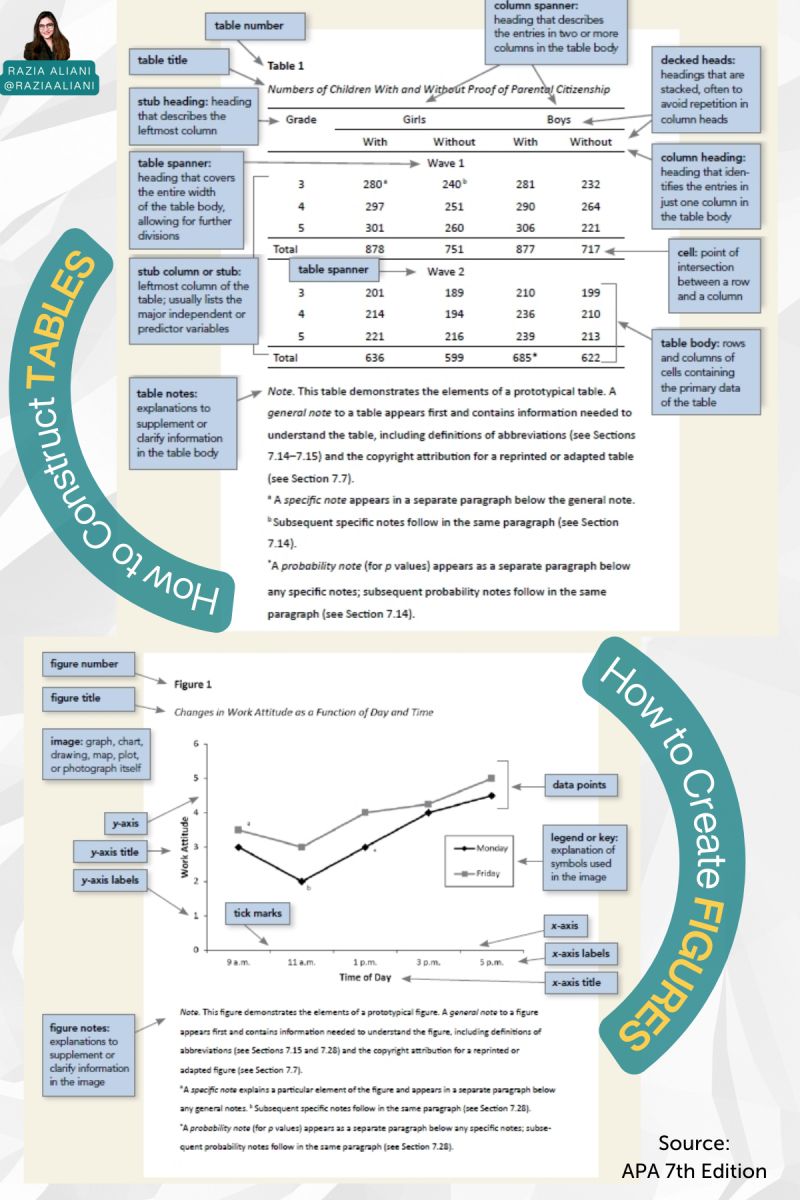 RAZIA ALIANI
@RAZIAALIANI
How to Construct TABLES
table number
table title
column spanner:
heading that describes
the entries in two or more
columns in the table body
decked heads:
headings that are
stacked, often to
avoid repetition in
column heads
stub heading: heading
that describes the
leftmost column
table spanner:
heading that covers
the entire width
of the table body,
allowing for further
divisions
column heading:
heading that iden-
tifies the entries in
just one column in
the table body
stub column or stub:
leftmost column of the
table; usually lists the
major independent or
predictor variables
table spanner
cell: point of
intersection
between a row
and a column
table body: rows
and columns of
cells containing
the primary data
of the table
table notes:
explanations to
supplement or
clarify information
in the table body
Table 1
Numbers of Children With and Without Proof of Parental Citizenship
Grade Girls Boys
With Without With Without
Wave 1
3 280ᵃ 240ᵇ 281 232
4 297 251 290 264
5 301 260 306 221
Total 878 751 877 717
Wave 2
3 201 189 210 199
4 214 194 236 210
5 221 216 239 213
Total 636 599 685* 622
Note. This table demonstrates the elements of a prototypical table. A
general note to a table appears first and contains information needed to
understand the table, including definitions of abbreviations (see Sections
7.14–7.15) and the copyright attribution for a reprinted or adapted table
(see Section 7.7).
ᵃ A specific note appears in a separate paragraph below the general note.
ᵇ Subsequent specific notes follow in the same paragraph (see Section
7.14).
*A probability note (for p values) appears as a separate paragraph below
any specific notes; subsequent probability notes follow in the same
paragraph (see Section 7.14).
How to Create FIGURES
figure number
figure title
image: graph, chart,
drawing, map, plot,
or photograph itself
y-axis
y-axis title
y-axis labels
tick marks
data points
legend or key:
explanation of
symbols used
in the image
x-axis
x-axis labels
x-axis title
figure notes:
explanations to
supplement or
clarify information
in the image
Figure 1
Changes in Work Attitude as a Function of Day and Time
Work Attitude
6
5
4
3
2
1
0
a
b
*
Monday
Friday
9 a.m. 11 a.m. 1 p.m. 3 p.m. 5 p.m.
Time of Day
Note. This figure demonstrates the elements of a prototypical figure. A general note to a figure
appears first and contains information needed to understand the figure, including definitions of
abbreviations (see Sections 7.15 and 7.28) and the copyright attribution for a reprinted or
adapted figure (see Section 7.7).
ᵃA specific note explains a particular element of the figure and appears in a separate paragraph below
any general notes. ᵇ Subsequent specific notes follow in the same paragraph (see Section 7.28).
*A probability note (for p values) appears as a separate paragraph below any specific notes; subse-
quent probability notes follow in the same paragraph (see Section 7.28).
Source:
APA 7th Edition